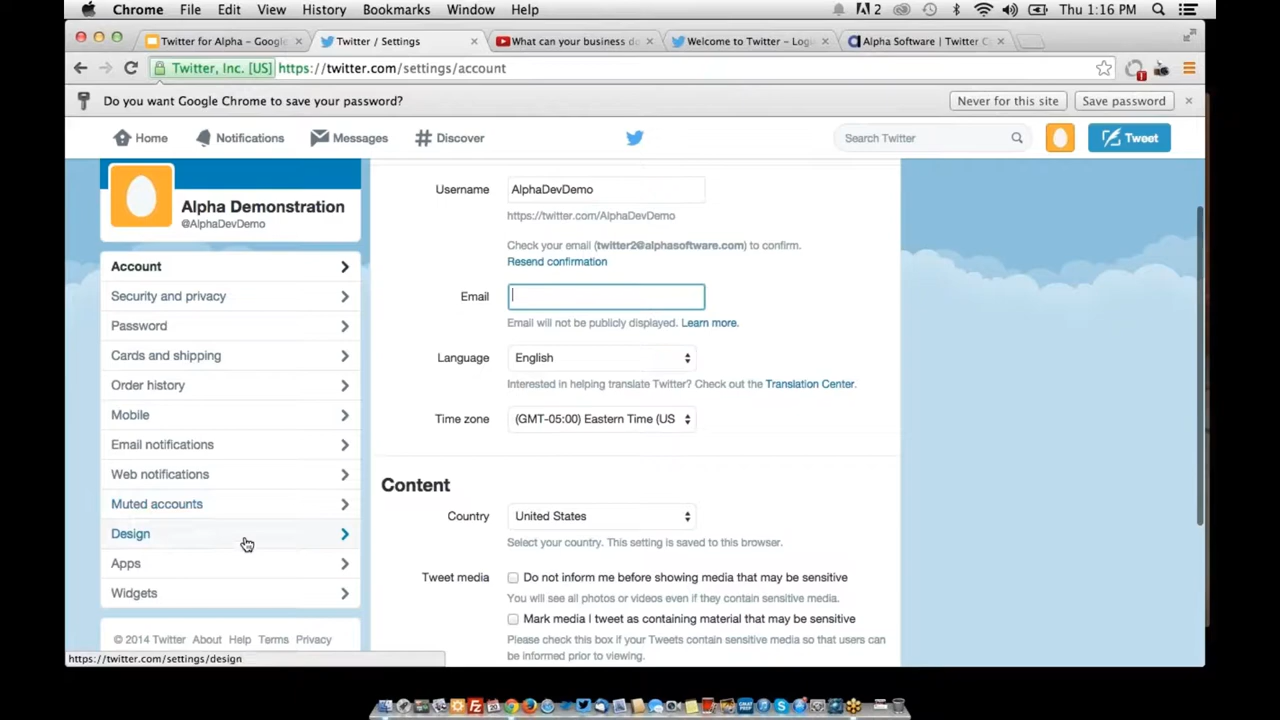 Chrome File Edit View History Bookmarks Window Help
2 Thu 1:16 PM
Twitter for Alpha – Google
Twitter / Settings
What can your business do
Welcome to Twitter – Logi
Alpha Software | Twitter C
Twitter, Inc. [US] https://twitter.com/settings/account
Do you want Google Chrome to save your password?
Never for this site
Save password
Home
Notifications
Messages
Discover
Search Twitter
Tweet
Alpha Demonstration
@AlphaDevDemo
Account
Security and privacy
Password
Cards and shipping
Order history
Mobile
Email notifications
Web notifications
Muted accounts
Design
Apps
Widgets
© 2014 Twitter About Help Terms Privacy
https://twitter.com/settings/design
Username AlphaDevDemo
https://twitter.com/AlphaDevDemo
Check your email (twitter2@alphasoftware.com) to confirm.
Resend confirmation
Email
Email will not be publicly displayed. Learn more.
Language English
Interested in helping translate Twitter? Check out the Translation Center.
Time zone (GMT-05:00) Eastern Time (US
Content
Country United States
Select your country. This setting is saved to this browser.
Tweet media Do not inform me before showing media that may be sensitive
You will see all photos or videos even if they contain sensitive media.
Mark media I tweet as containing material that may be sensitive
Please check this box if your Tweets contain sensitive media so that users can
be informed prior to viewing.